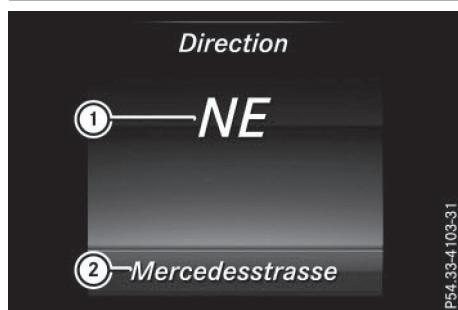 Direction
1
NE
2
Mercedesstrasse
P54.33-4103-31